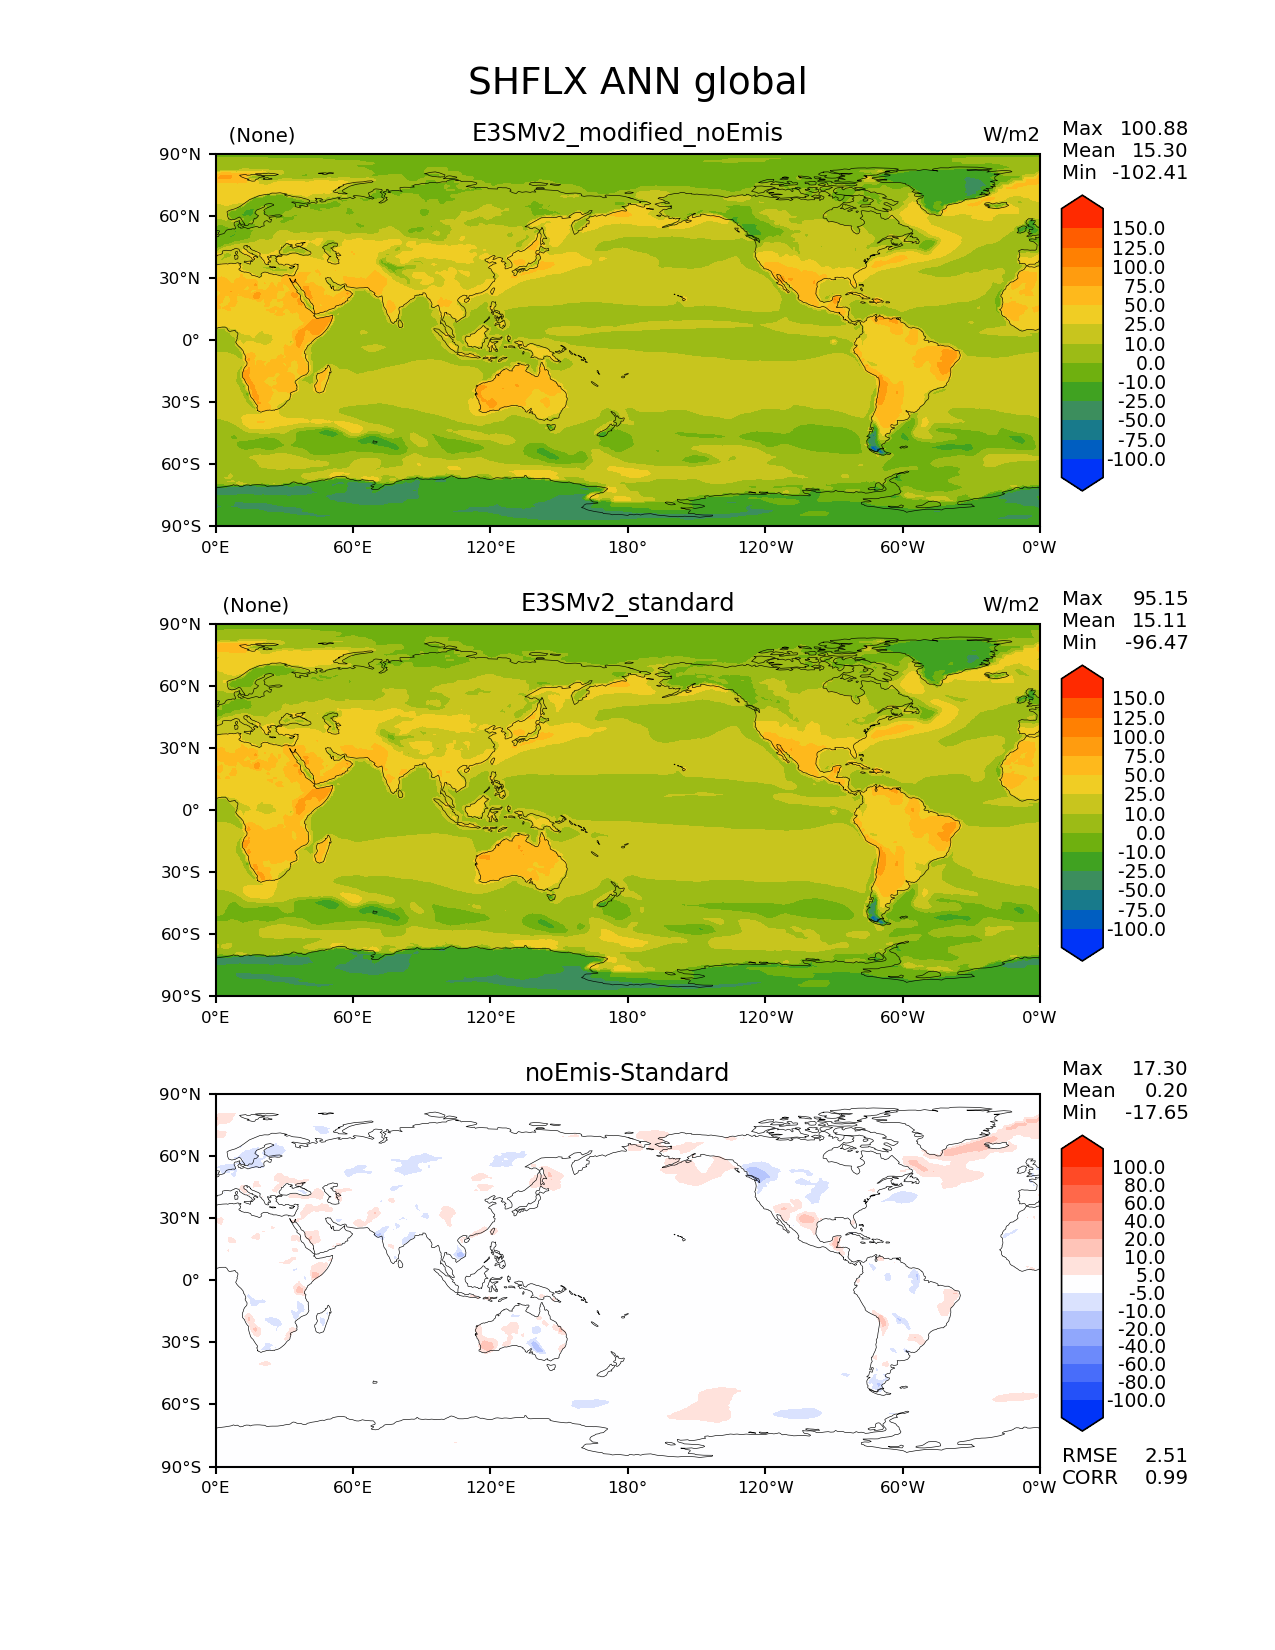 SHFLX ANN global
(None) E3SMv2_modified_noEmis W/m2
Max 100.88
Mean 15.30
Min -102.41
90°N
60°N
30°N
0°
30°S
60°S
90°S
0°E 60°E 120°E 180° 120°W 60°W 0°W
150.0
125.0
100.0
75.0
50.0
25.0
10.0
0.0
-10.0
-25.0
-50.0
-75.0
-100.0
(None) E3SMv2_standard W/m2
Max 95.15
Mean 15.11
Min -96.47
90°N
60°N
30°N
0°
30°S
60°S
90°S
0°E 60°E 120°E 180° 120°W 60°W 0°W
150.0
125.0
100.0
75.0
50.0
25.0
10.0
0.0
-10.0
-25.0
-50.0
-75.0
-100.0
noEmis-Standard
Max 17.30
Mean 0.20
Min -17.65
90°N
60°N
30°N
0°
30°S
60°S
90°S
0°E 60°E 120°E 180° 120°W 60°W 0°W
100.0
80.0
60.0
40.0
20.0
10.0
5.0
-5.0
-10.0
-20.0
-40.0
-60.0
-80.0
-100.0
RMSE 2.51
CORR 0.99